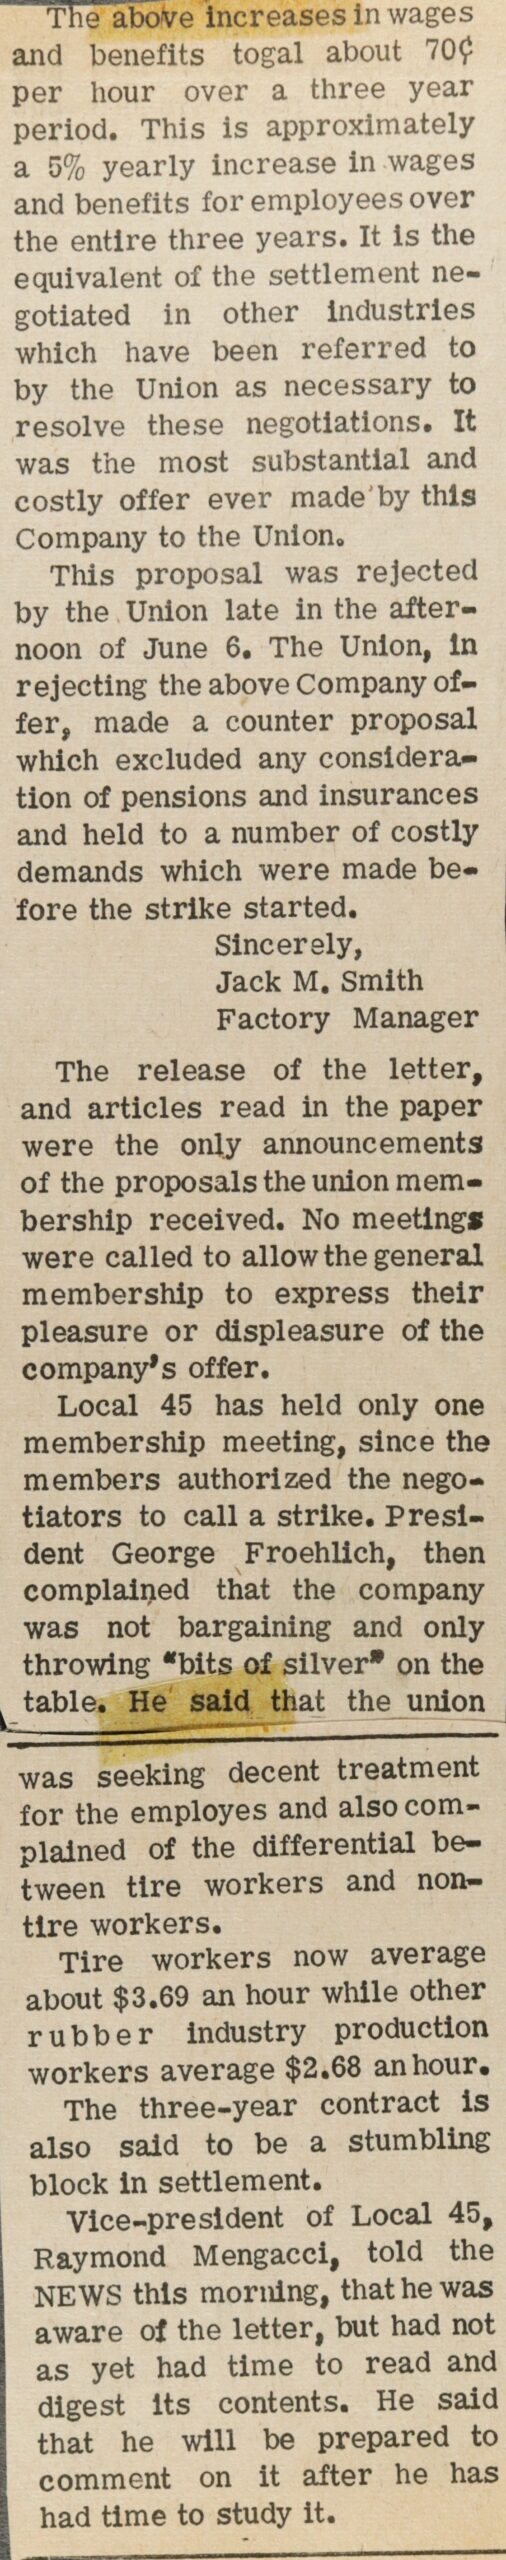 The above increases in wages
and benefits togal about 70¢
per hour over a three year
period. This is approximately
a 5% yearly increase in wages
and benefits for employees over
the entire three years. It is the
equivalent of the settlement ne-
gotiated in other industries
which have been referred to
by the Union as necessary to
resolve these negotiations. It
was the most substantial and
costly offer ever made by this
Company to the Union.
This proposal was rejected
by the Union late in the after-
noon of June 6. The Union, in
rejecting the above Company of-
fer, made a counter proposal
which excluded any considera-
tion of pensions and insurances
and held to a number of costly
demands which were made be-
fore the strike started.
Sincerely,
Jack M. Smith
Factory Manager
The release of the letter,
and articles read in the paper
were the only announcements
of the proposals the union mem-
bership received. No meetings
were called to allow the general
membership to express their
pleasure or displeasure of the
company's offer.
Local 45 has held only one
membership meeting, since the
members authorized the nego-
tiators to call a strike. Presi-
dent George Froehlich, then
complained that the company
was not bargaining and only
throwing "bits of silver" on the
table. He said that the union
was seeking decent treatment
for the employes and also com-
plained of the differential be-
tween tire workers and non-
tire workers.
Tire workers now average
about $3.69 an hour while other
rubber industry production
workers average $2.68 an hour.
The three-year contract is
also said to be a stumbling
block in settlement.
Vice-president of Local 45,
Raymond Mengacci, told the
NEWS this morning, that he was
aware of the letter, but had not
as yet had time to read and
digest its contents. He said
that he will be prepared to
comment on it after he has
had time to study it.